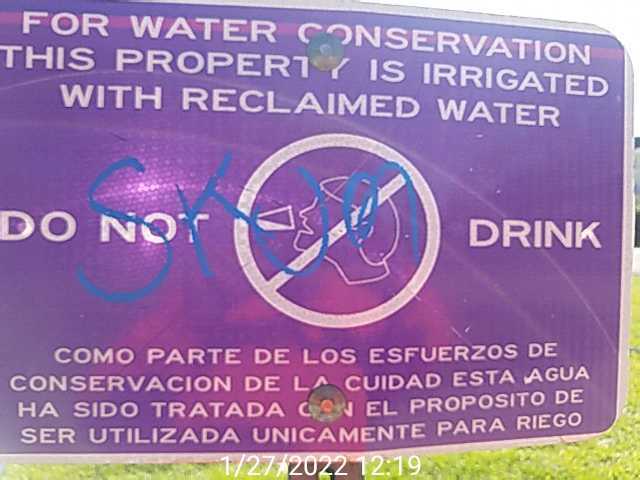 FOR WATER CONSERVATION
THIS PROPERTY IS IRRIGATED
WITH RECLAIMED WATER
DO NOT DRINK
COMO PARTE DE LOS ESFUERZOS DE
CONSERVACION DE LA CUIDAD ESTA AGUA
HA SIDO TRATADA CON EL PROPOSITO DE
SER UTILIZADA UNICAMENTE PARA RIEGO
1/27/2022 12:19